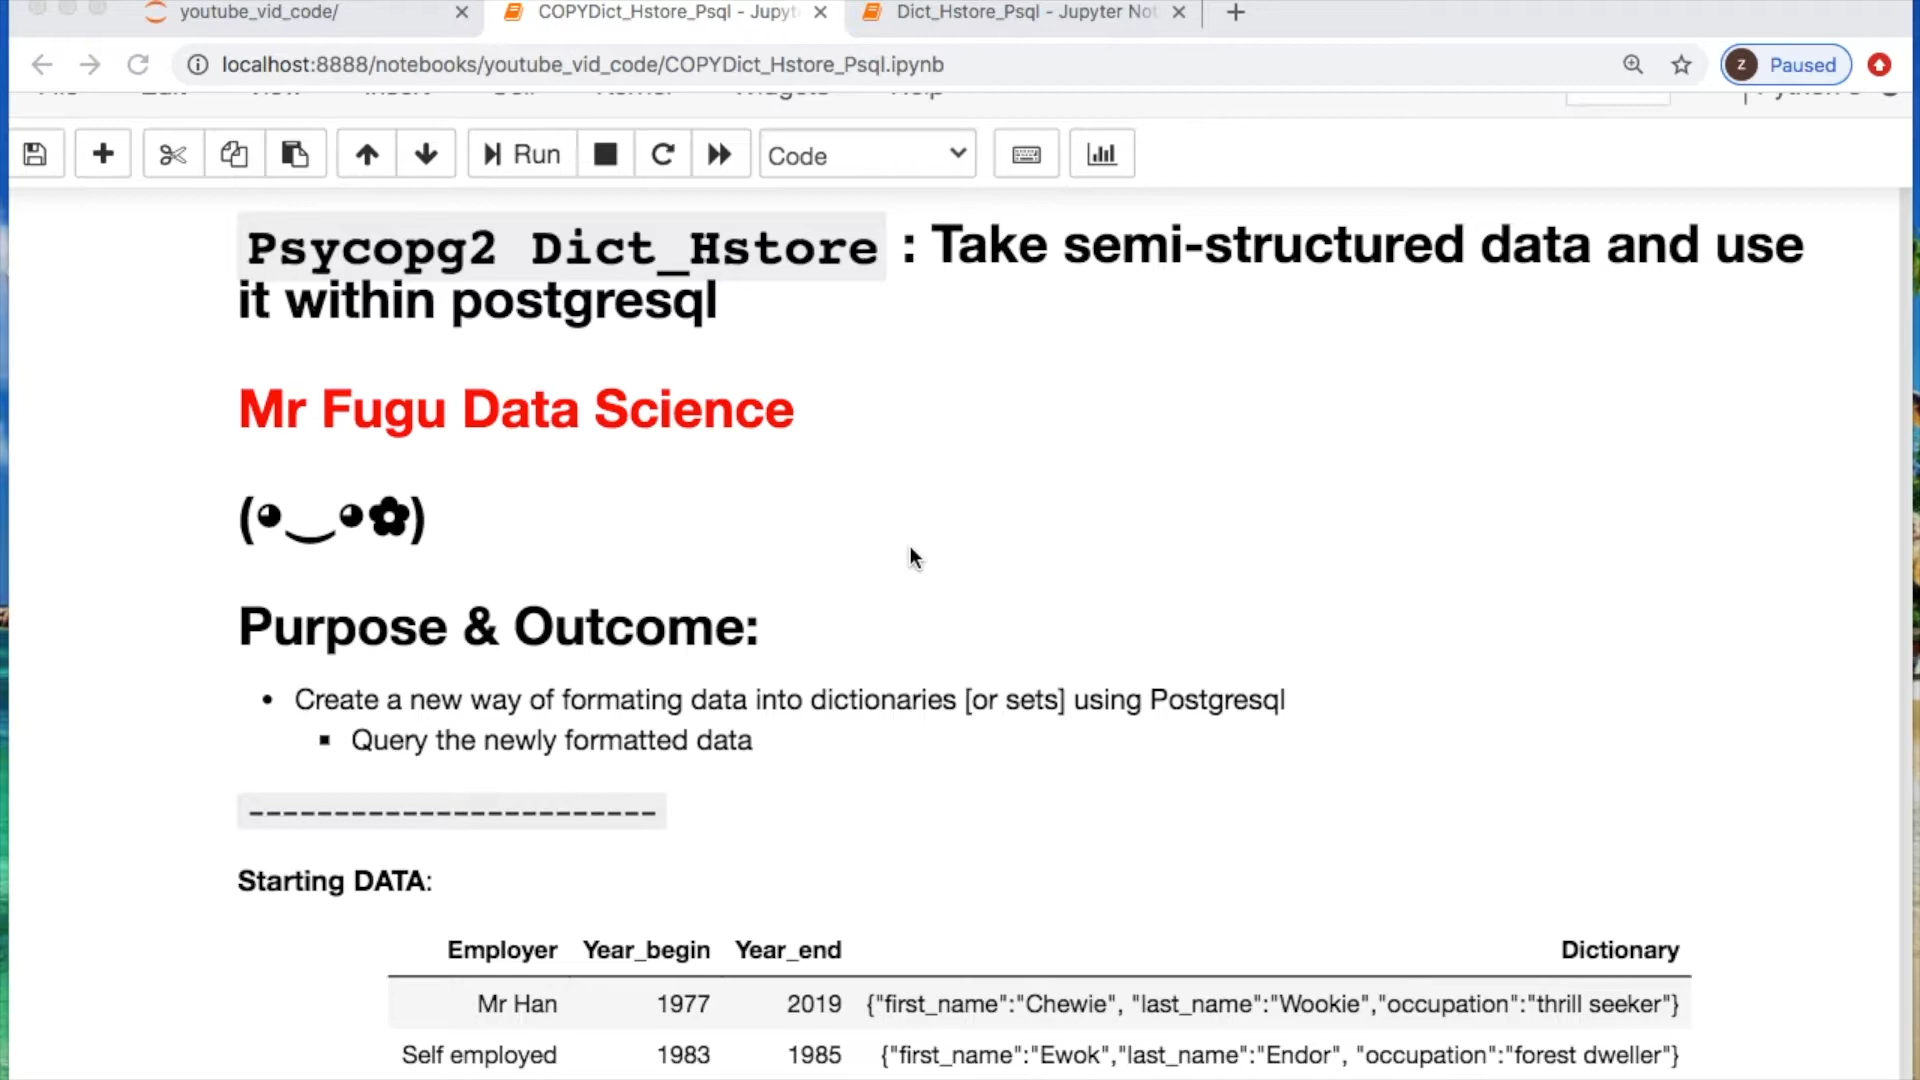 youtube_vid_code/
COPYDict_Hstore_Psql - Jupyt
Dict_Hstore_Psql - Jupyter Not
localhost:8888/notebooks/youtube_vid_code/COPYDict_Hstore_Psql.ipynb
z
Paused
Run
Code
Psycopg2 Dict_Hstore : Take semi-structured data and use
it within postgresql
Mr Fugu Data Science
(◕‿◕✿)
Purpose & Outcome:
• Create a new way of formating data into dictionaries [or sets] using Postgresql
▪ Query the newly formatted data
------------------------
Starting DATA:
Employer Year_begin Year_end Dictionary
Mr Han 1977 2019 {"first_name":"Chewie", "last_name":"Wookie","occupation":"thrill seeker"}
Self employed 1983 1985 {"first_name":"Ewok","last_name":"Endor", "occupation":"forest dweller"}